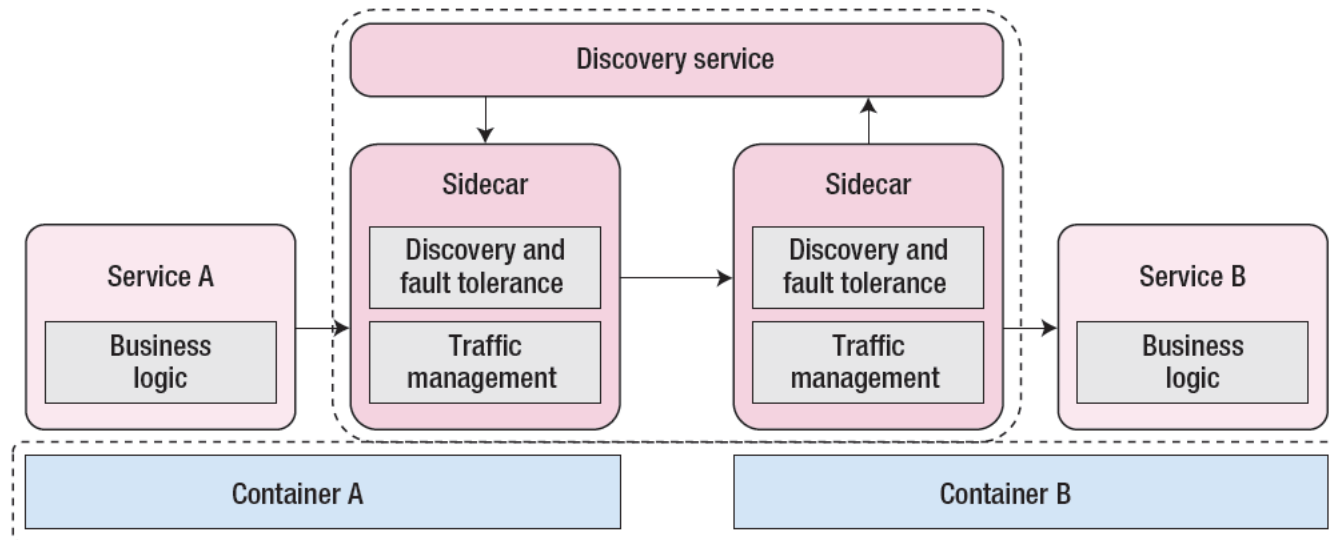 Discovery service
Sidecar
Discovery and
fault tolerance
Traffic
management
Sidecar
Discovery and
fault tolerance
Traffic
management
Service A
Business
logic
Service B
Business
logic
Container A
Container B